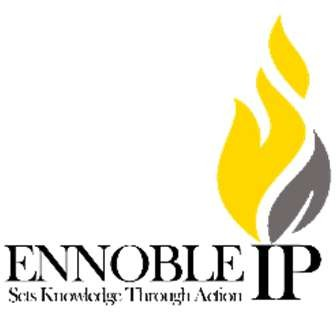 ENNOBLE IP
Sets Knowledge Through Action